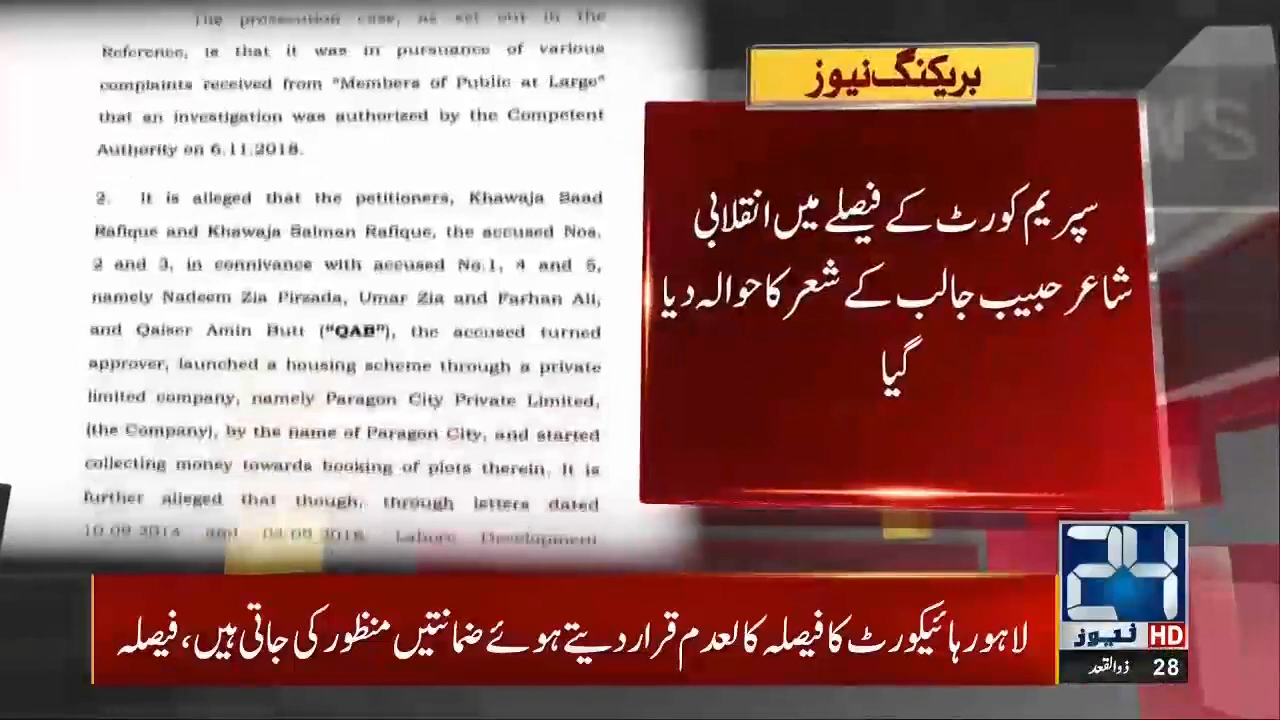 The prosecution case, as set out in the
Reference, is that it was in pursuance of various
complaints received from "Members of Public at Large"
that an investigation was authorized by the Competent
Authority on 6.11.2018.
2. It is alleged that the petitioners, Khawaja Saad
Rafique and Khawaja Salman Rafique, the accused Nos.
2 and 3, in connivance with accused No.1, 4 and 5,
namely Nadeem Zia Pirzada, Umar Zia and Farhan Ali,
and Qaiser Amin Butt ("QAB"), the accused turned
approver, launched a housing scheme through a private
limited company, namely Paragon City Private Limited,
(the Company), by the name of Paragon City, and started
collecting money towards booking of plots therein. It is
further alleged that though, through letters dated
and Lahore Development
بریکنگ نیوز
سپریم کورٹ کے فیصلے میں انقلابی
شاعر حبیب جالب کے شعر کا حوالہ دیا
گیا
NEWS
لاہور ہائیکورٹ کا فیصلہ کالعدم قرار دیتے ہوئے ضمانتیں منظور کی جاتی ہیں، فیصلہ
24
نیوز HD
28 ذوالقعد